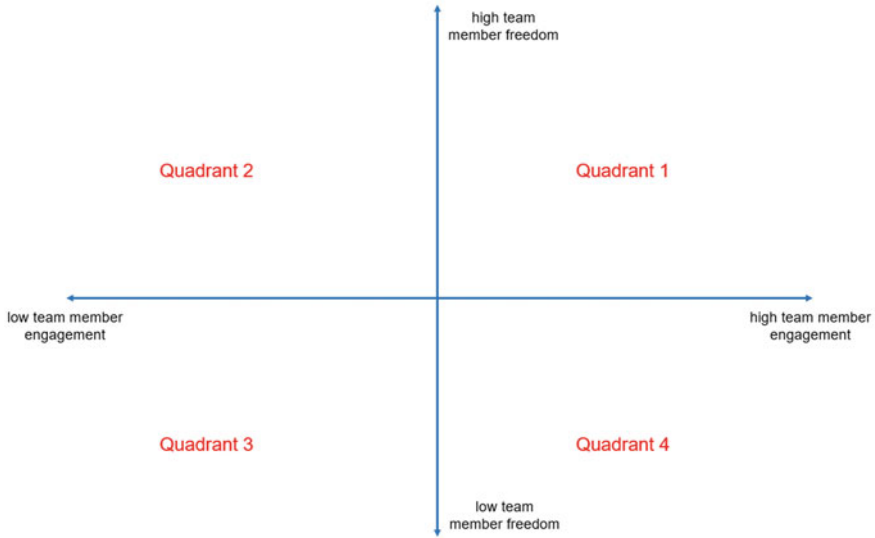 high team
member freedom
Quadrant 2
Quadrant 1
low team member
engagement
high team member
engagement
Quadrant 3
Quadrant 4
low team
member freedom